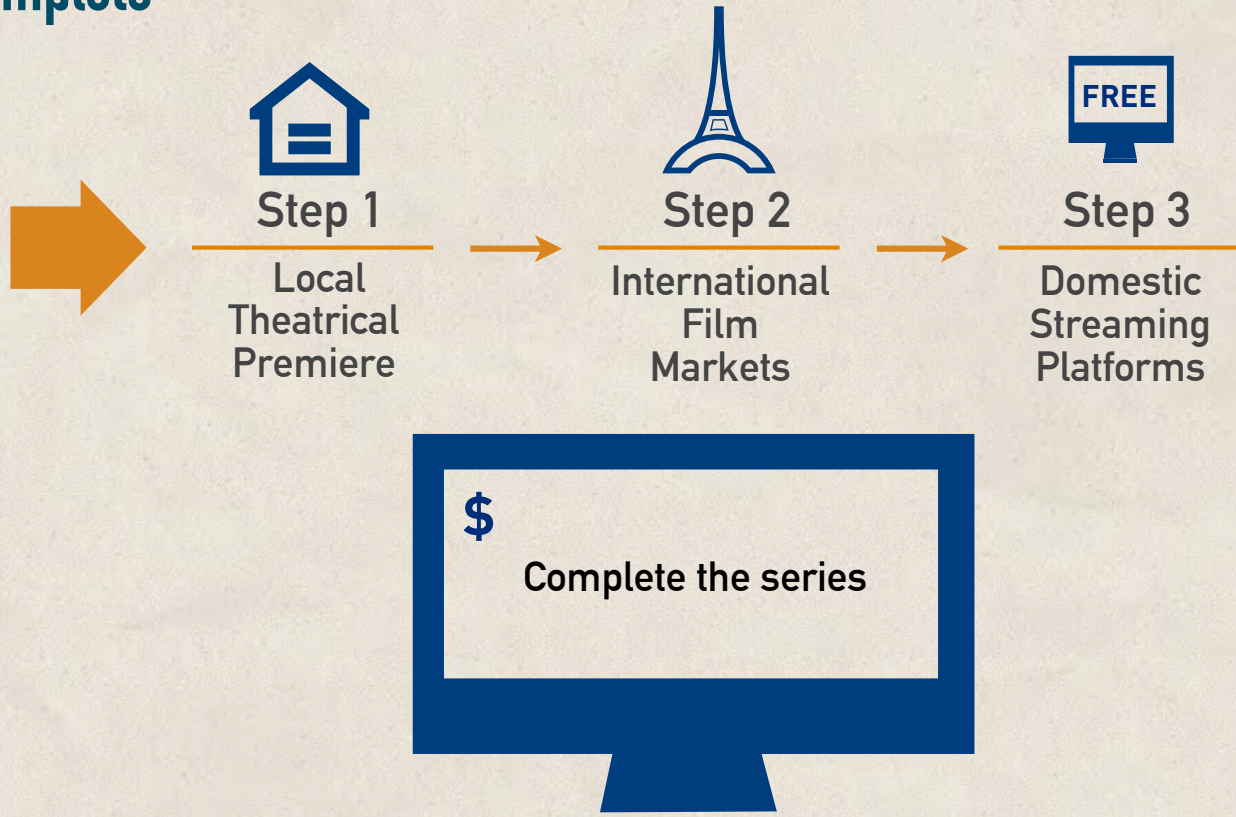 FREE
Step 1
Step 2
Step 3
Local
Theatrical
Premiere
International
Film
Markets
Domestic
Streaming
Platforms
$
Complete the series